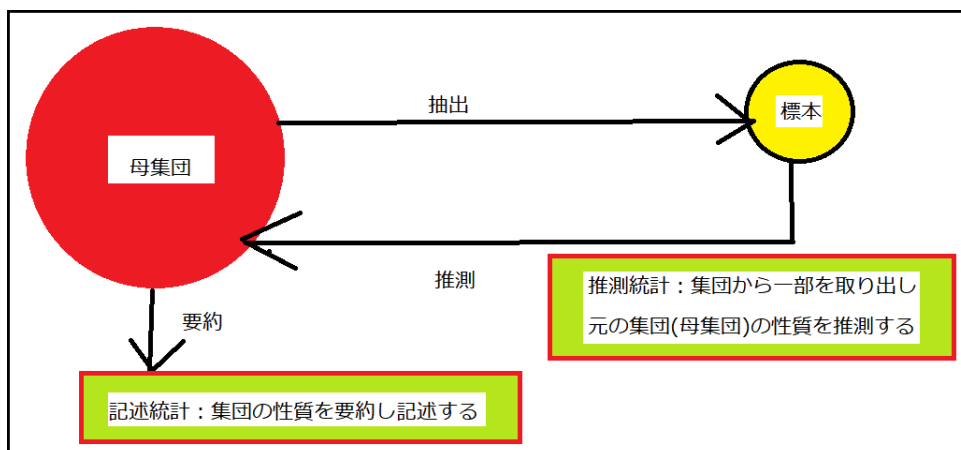 抽出
標本
母集団
推測
推測統計：集団から一部を取り出し
元の集団(母集団)の性質を推測する
要約
記述統計：集団の性質を要約し記述する